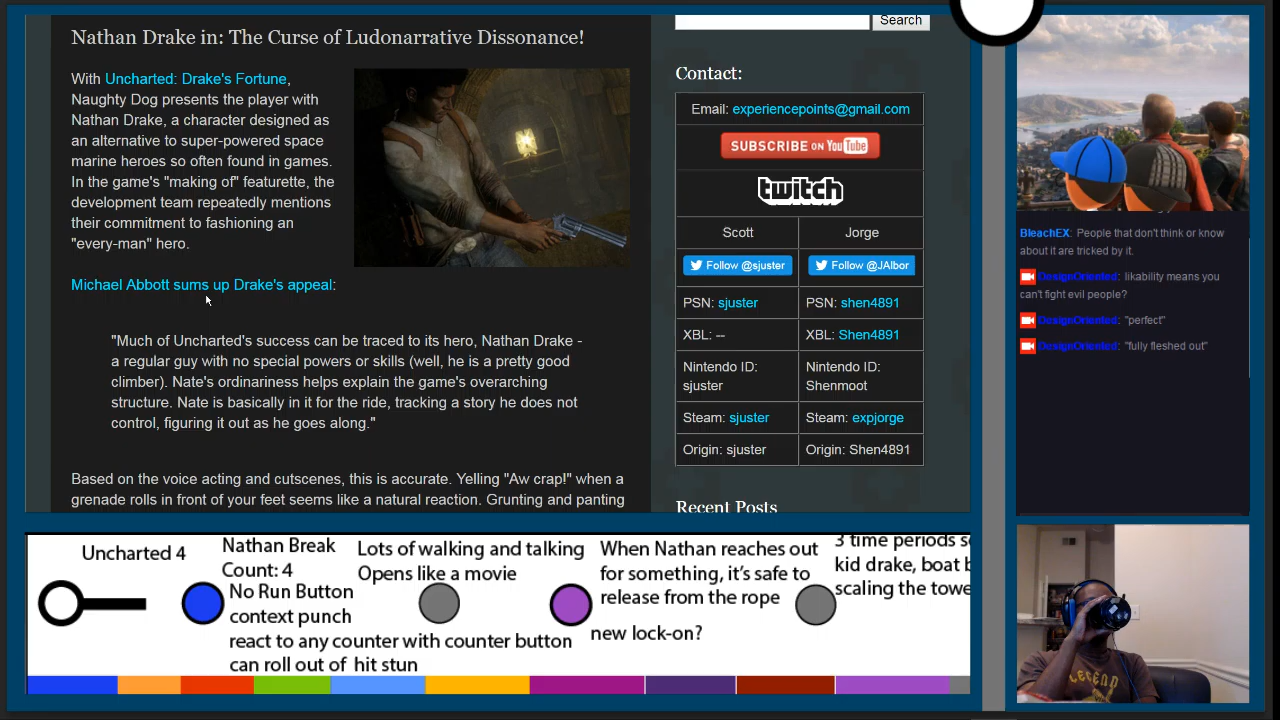 Nathan Drake in: The Curse of Ludonarrative Dissonance!
With Uncharted: Drake's Fortune,
Naughty Dog presents the player with
Nathan Drake, a character designed as
an alternative to super-powered space
marine heroes so often found in games.
In the game's "making of" featurette, the
development team repeatedly mentions
their commitment to fashioning an
"every-man" hero.
Michael Abbott sums up Drake's appeal:
"Much of Uncharted's success can be traced to its hero, Nathan Drake -
a regular guy with no special powers or skills (well, he is a pretty good
climber). Nate's ordinariness helps explain the game's overarching
structure. Nate is basically in it for the ride, tracking a story he does not
control, figuring it out as he goes along."
Based on the voice acting and cutscenes, this is accurate. Yelling "Aw crap!" when a
grenade rolls in front of your feet seems like a natural reaction. Grunting and panting
Search
Contact:
Email: experiencepoints@gmail.com
SUBSCRIBE ON YouTube
twitch
Scott
Jorge
Follow @sjuster
Follow @JAlbor
PSN: sjuster
PSN: shen4891
XBL: --
XBL: Shen4891
Nintendo ID:
sjuster
Nintendo ID:
Shenmoot
Steam: sjuster
Steam: expjorge
Origin: sjuster
Origin: Shen4891
Recent Posts
BleachEX: People that don't think or know
about it are tricked by it.
DesignOriented: likability means you
can't fight evil people?
DesignOriented: "perfect"
DesignOriented: "fully fleshed out"
Uncharted 4
Nathan Break
Count: 4
No Run Button
context punch
react to any counter with counter button
can roll out of hit stun
Lots of walking and talking
Opens like a movie
When Nathan reaches out
for something, it's safe to
release from the rope
new lock-on?
3 time periods
kid drake, boat
scaling the
LEGEND